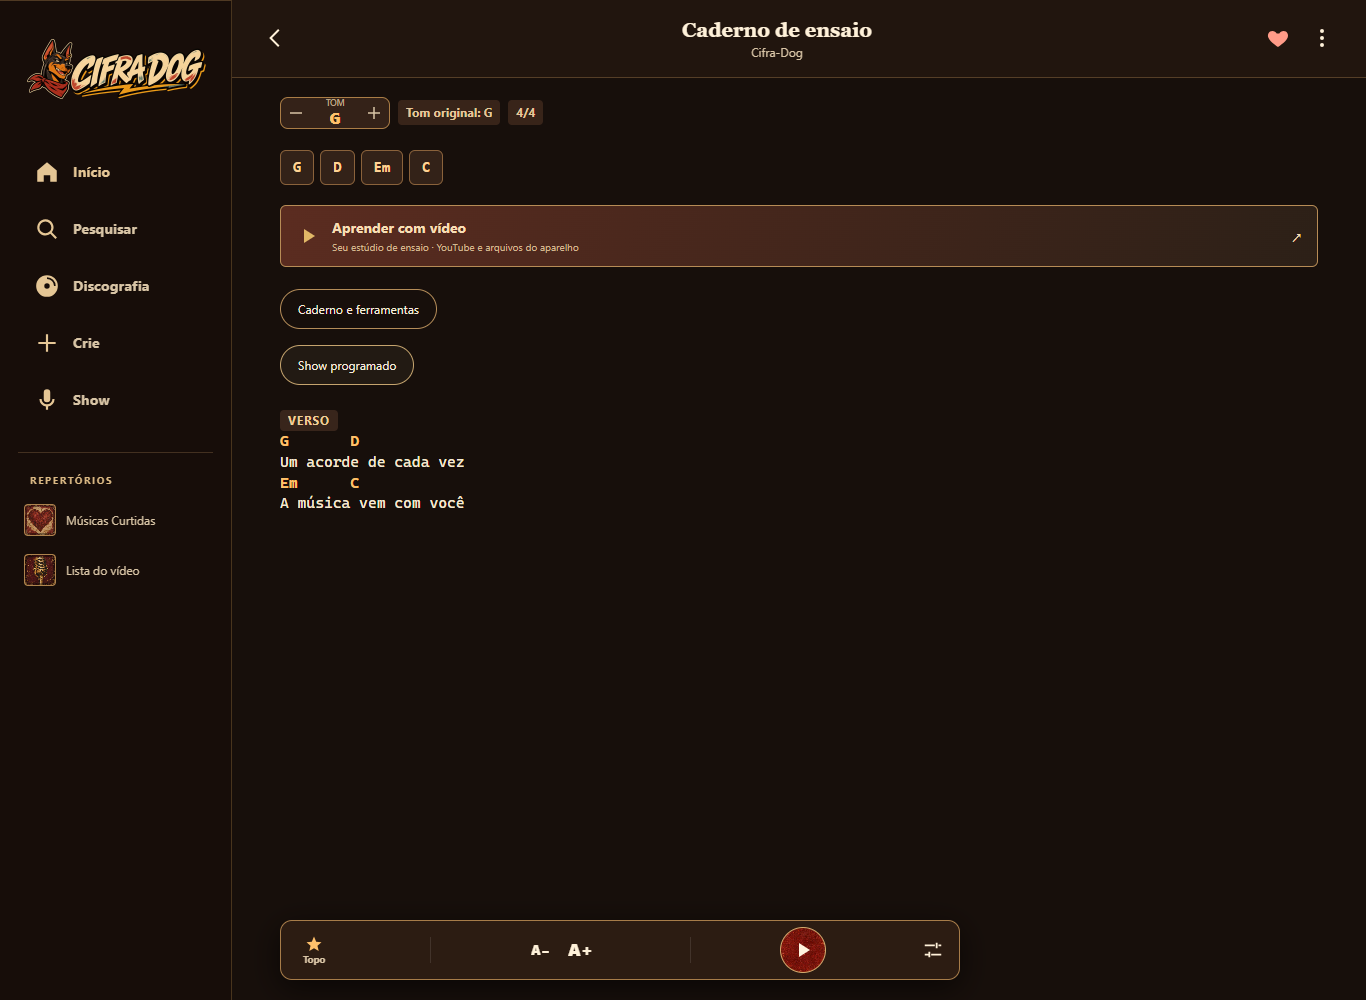 CIFRA DOG
Início
Pesquisar
Discografia
Crie
Show
REPERTÓRIOS
Músicas Curtidas
Lista do vídeo
Caderno de ensaio
Cifra-Dog
TOM
G
Tom original: G
4/4
G D Em C
Aprender com vídeo
Seu estúdio de ensaio · YouTube e arquivos do aparelho
Caderno e ferramentas
Show programado
VERSO
G D
Um acorde de cada vez
Em C
A música vem com você
Topo
A− A+